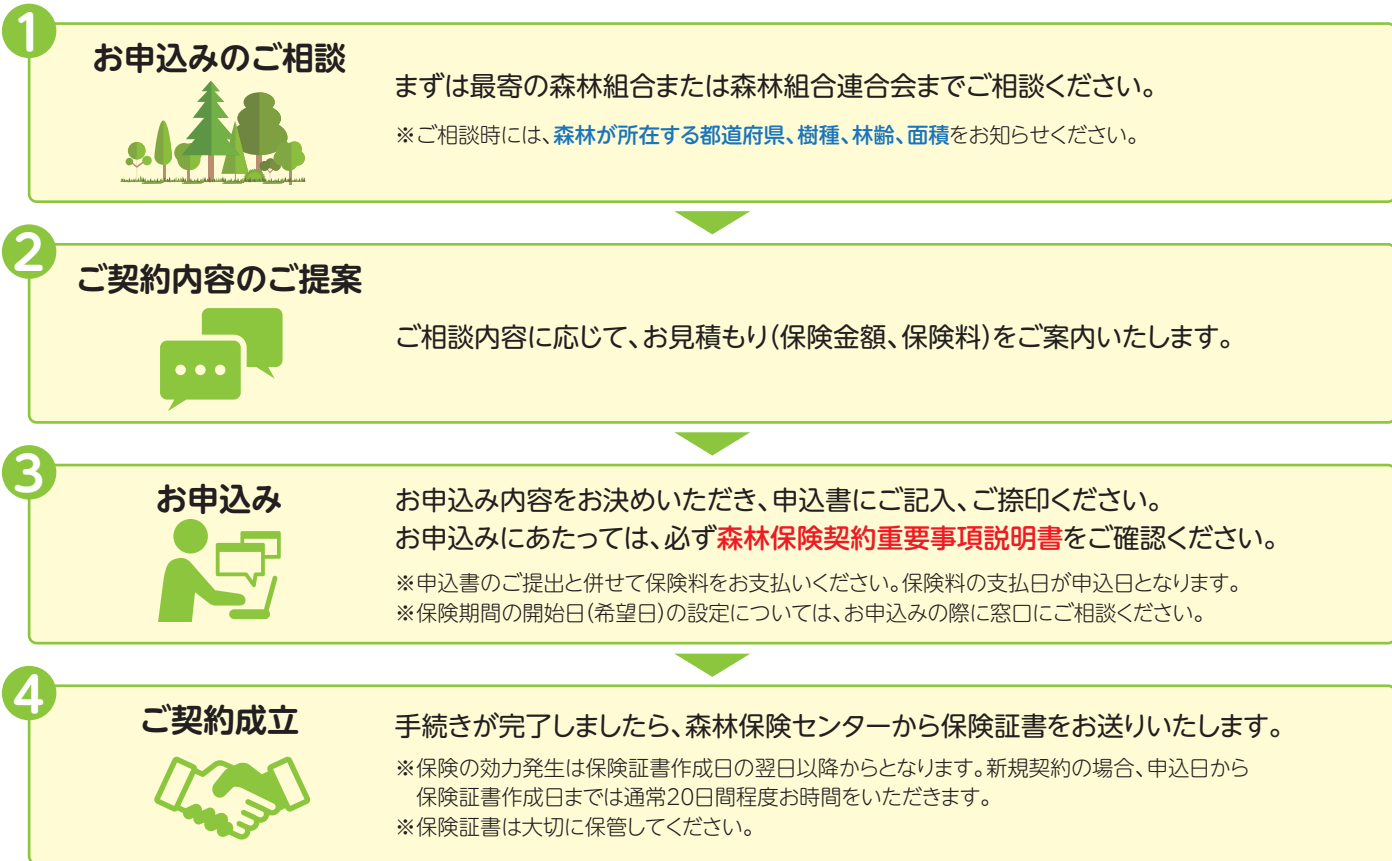 1
お申込みのご相談
まずは最寄の森林組合または森林組合連合会までご相談ください。
※ご相談時には、森林が所在する都道府県、樹種、林齢、面積をお知らせください。
2
ご契約内容のご提案
ご相談内容に応じて、お見積もり(保険金額、保険料)をご案内いたします。
3
お申込み
お申込み内容をお決めいただき、申込書にご記入、ご捺印ください。
お申込みにあたっては、必ず森林保険契約重要事項説明書をご確認ください。
※申込書のご提出と併せて保険料をお支払いください。保険料の支払日が申込日となります。
※保険期間の開始日(希望日)の設定については、お申込みの際に窓口にご相談ください。
4
ご契約成立
手続きが完了しましたら、森林保険センターから保険証書をお送りいたします。
※保険の効力発生は保険証書作成日の翌日以降からとなります。新規契約の場合、申込日から
保険証書作成日までは通常20日間程度お時間をいただきます。
※保険証書は大切に保管してください。